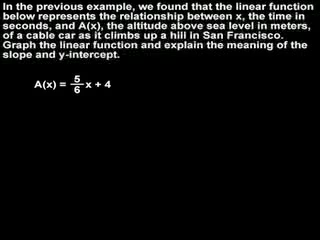 In the previous example, we found that the linear function
below represents the relationship between x, the time in
seconds, and A(x), the altitude above sea level in meters,
of a cable car as it climbs up a hill in San Francisco.
Graph the linear function and explain the meaning of the
slope and y-intercept.
A(x) = 5/6 x + 4